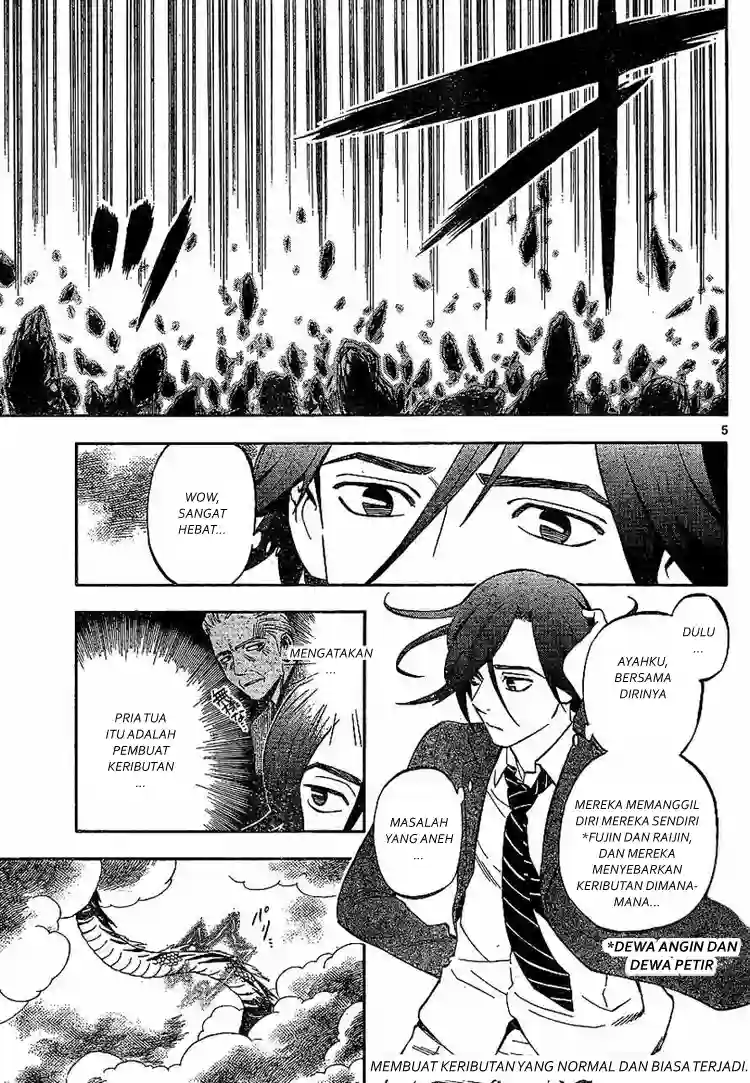 5
WOW,
SANGAT
HEBAT...
DULU
...
AYAHKU,
BERSAMA
DIRINYA
MEREKA MEMANGGIL
DIRI MEREKA SENDIRI
*FUJIN DAN RAIJIN,
DAN MEREKA
MENYEBARKAN
KERIBUTAN DIMANA-
MANA...
*DEWA ANGIN DAN
DEWA PETIR
MASALAH
YANG ANEH
...
MENGATAKAN
...
PRIA TUA
ITU ADALAH
PEMBUAT
KERIBUTAN
...
MEMBUAT KERIBUTAN YANG NORMAL DAN BIASA TERJADI.